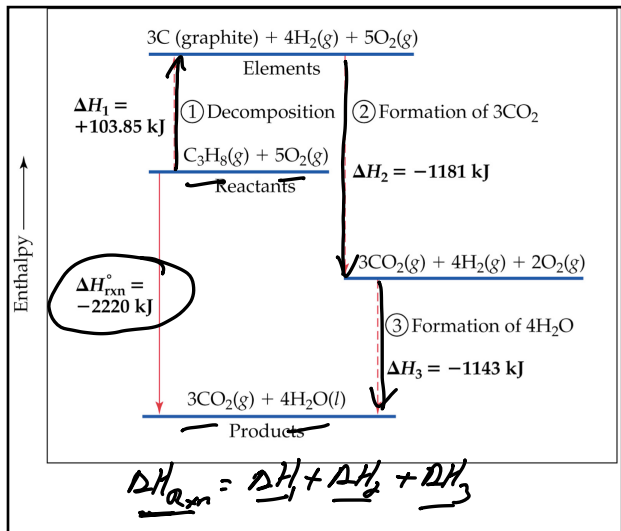 3C (graphite) + 4H₂(g) + 5O₂(g)
Elements
ΔH₁ =
+103.85 kJ
① Decomposition
② Formation of 3CO₂
C₃H₈(g) + 5O₂(g)
Reactants
ΔH₂ = −1181 kJ
Enthalpy
3CO₂(g) + 4H₂(g) + 2O₂(g)
ΔH°rxn =
−2220 kJ
③ Formation of 4H₂O
ΔH₃ = −1143 kJ
3CO₂(g) + 4H₂O(l)
Products
ΔHRxn = ΔH₁ + ΔH₂ + ΔH₃